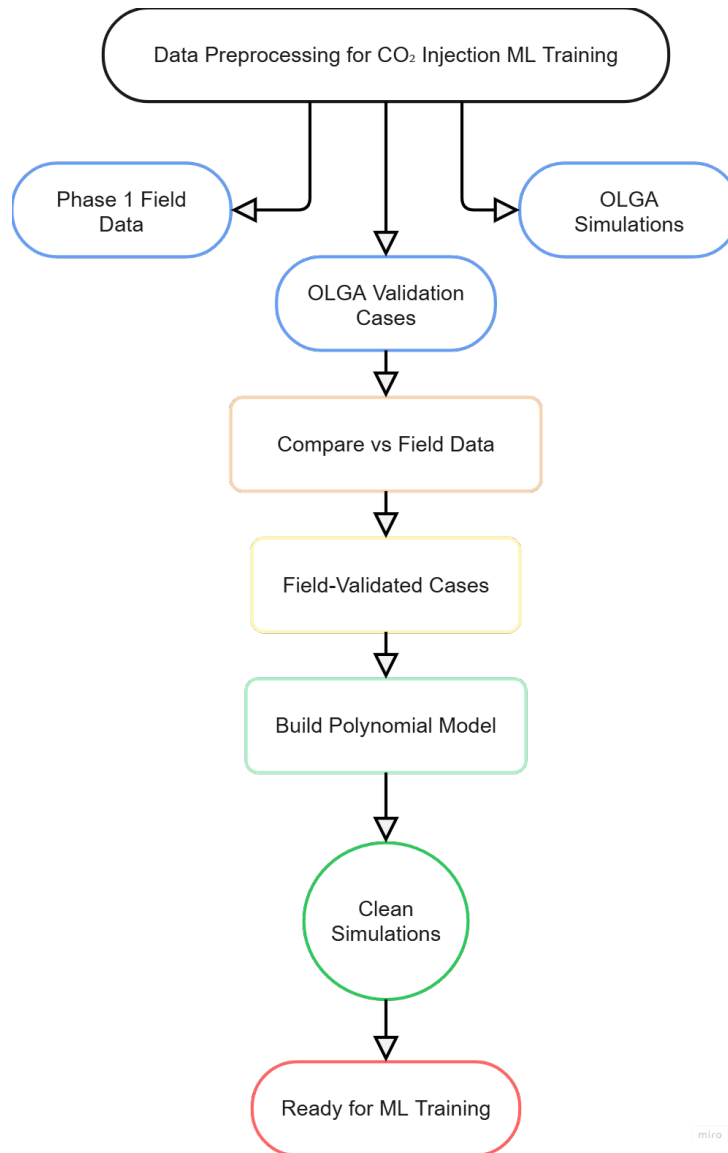 Data Preprocessing for CO₂ Injection ML Training
Phase 1 Field
Data
OLGA
Simulations
OLGA Validation
Cases
Compare vs Field Data
Field-Validated Cases
Build Polynomial Model
Clean
Simulations
Ready for ML Training
miro